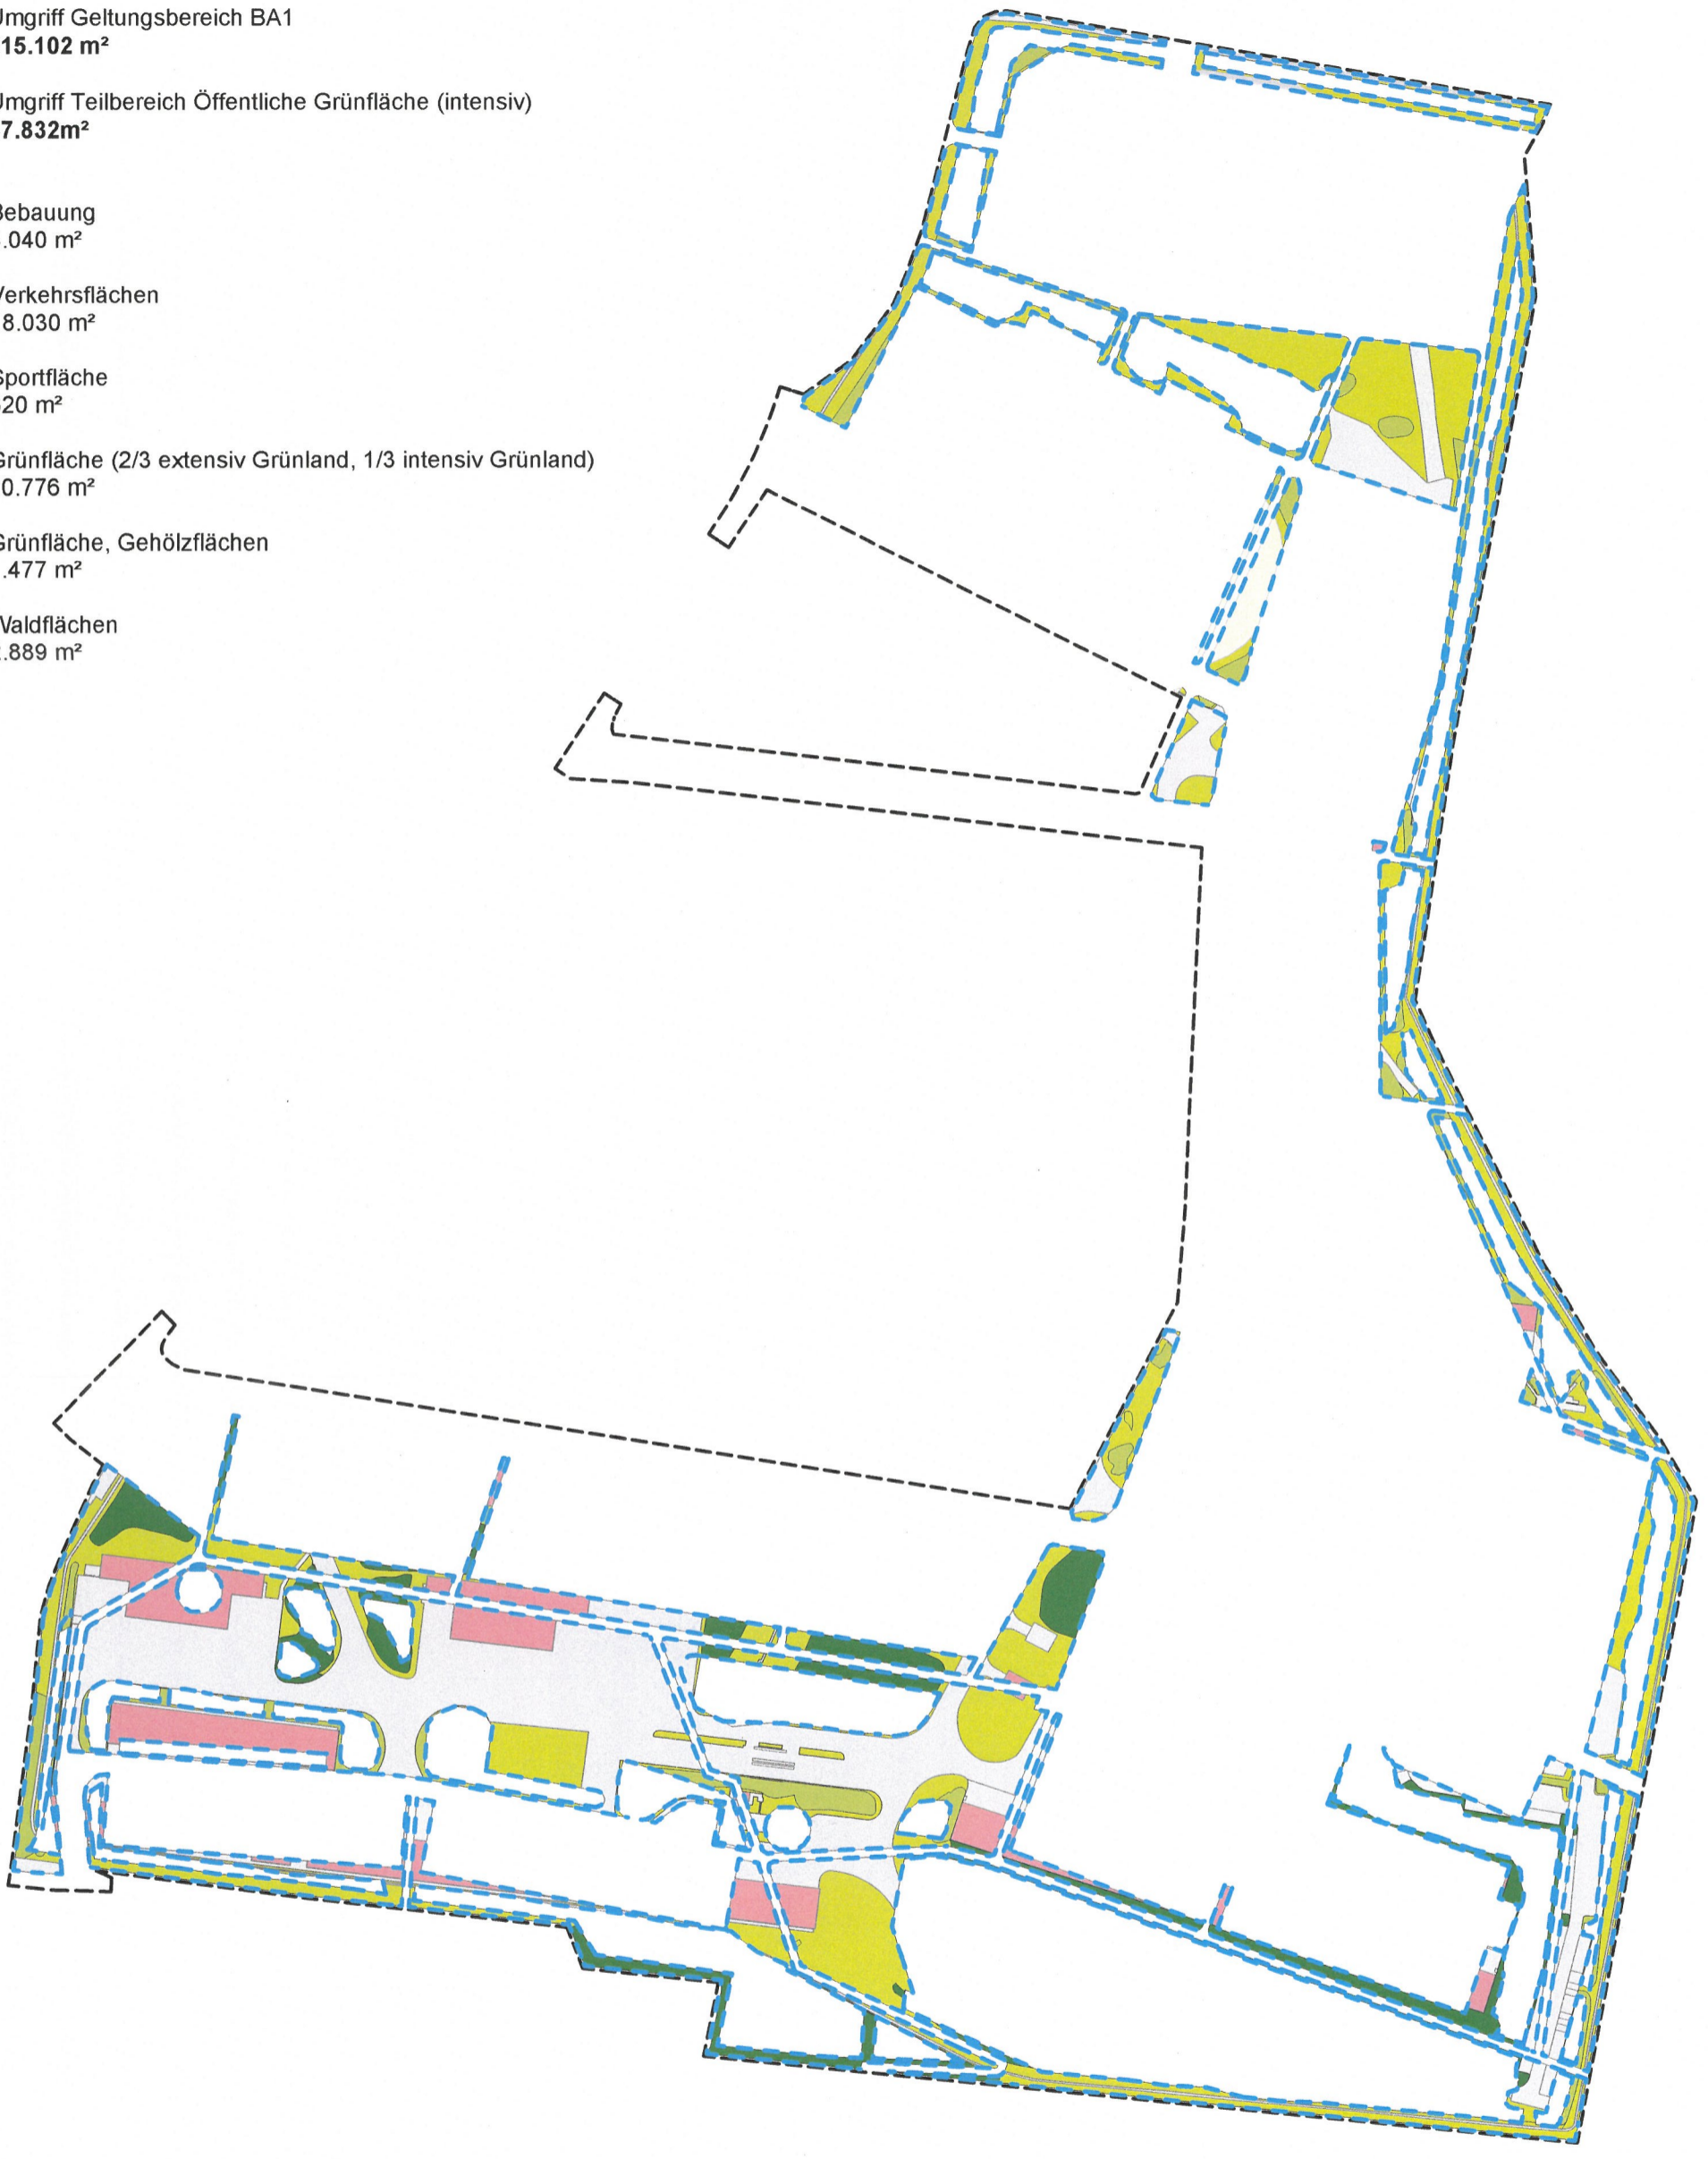 Umgriff Geltungsbereich BA1
15.102 m²
Umgriff Teilbereich Öffentliche Grünfläche (intensiv)
7.832m²
Bebauung
.040 m²
Verkehrsflächen
8.030 m²
Sportfläche
20 m²
Grünfläche (2/3 extensiv Grünland, 1/3 intensiv Grünland)
0.776 m²
Grünfläche, Gehölzflächen
.477 m²
Waldflächen
.889 m²